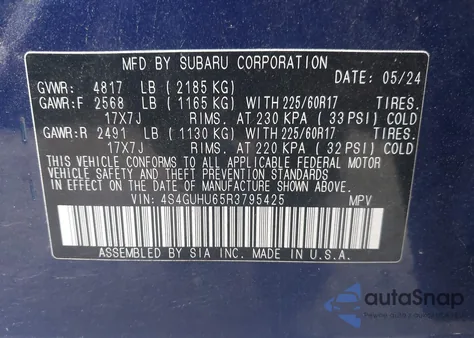 MFD BY SUBARU CORPORATION
DATE: 05/24
GVWR: 4817 LB (2185 KG)
GAWR:F 2568 LB (1165 KG) WITH 225/60R17 TIRES.
17X7J RIMS. AT 230 KPA (33 PSI) COLD
GAWR:R 2491 LB (1130 KG) WITH 225/60R17 TIRES.
17X7J RIMS. AT 220 KPA (32 PSI) COLD
THIS VEHICLE CONFORMS TO ALL APPLICABLE FEDERAL MOTOR
VEHICLE SAFETY AND THEFT PREVENTION STANDARDS
IN EFFECT ON THE DATE OF MANUFACTURE SHOWN ABOVE.
VIN: 4S4GUHU65R3795425 MPV
ASSEMBLED BY SIA INC. MADE IN U.S.A.
autoSnap